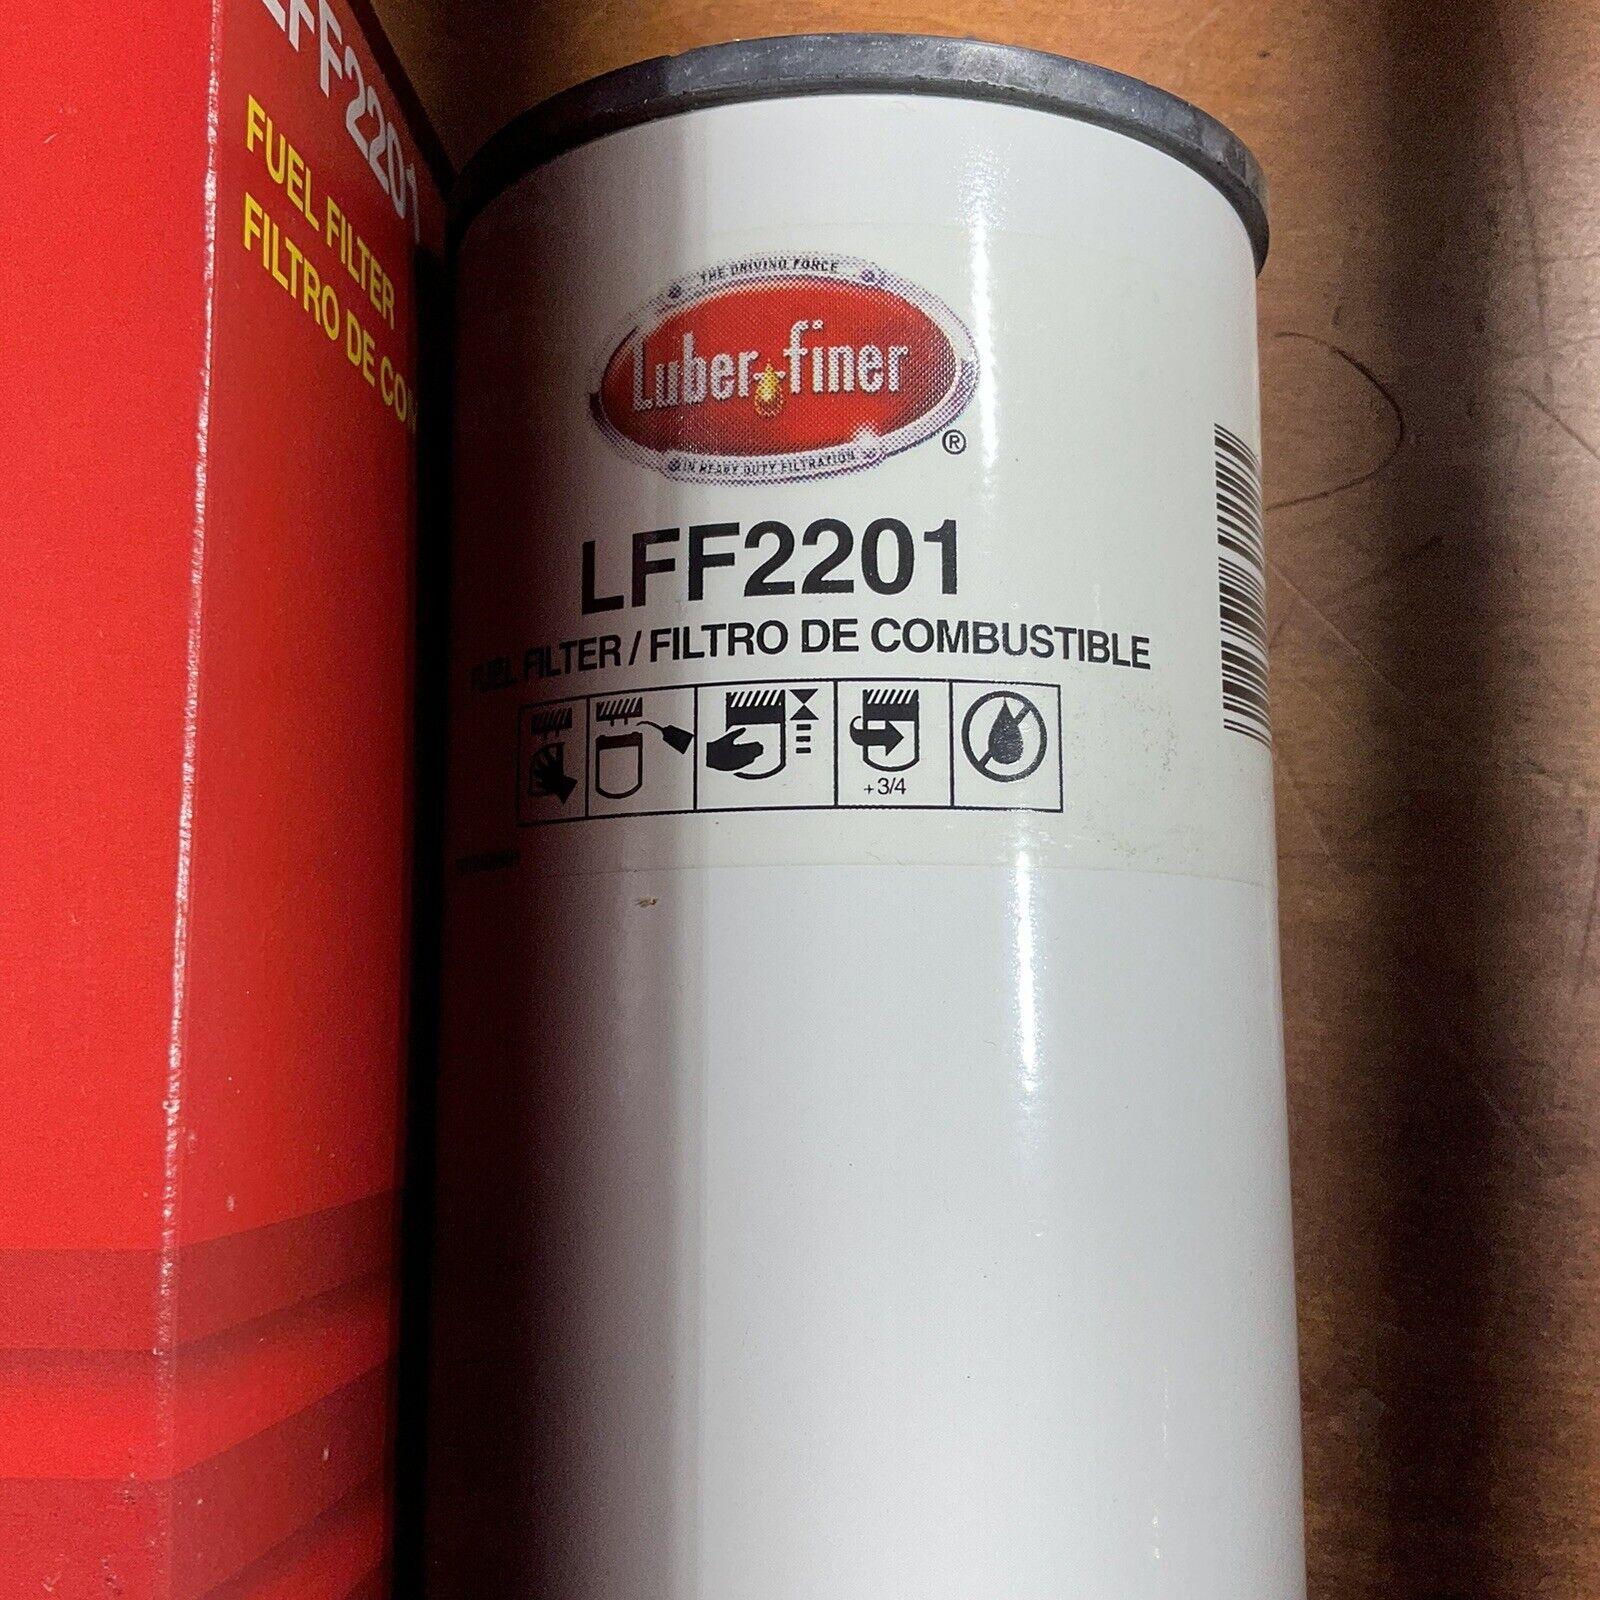 LFF2201
FUEL FILTER
FILTRO DE COM
THE DRIVING FORCE
Luber-finer
®
IN HEAVY DUTY FILTRATION
LFF2201
FUEL FILTER / FILTRO DE COMBUSTIBLE
+ 3/4